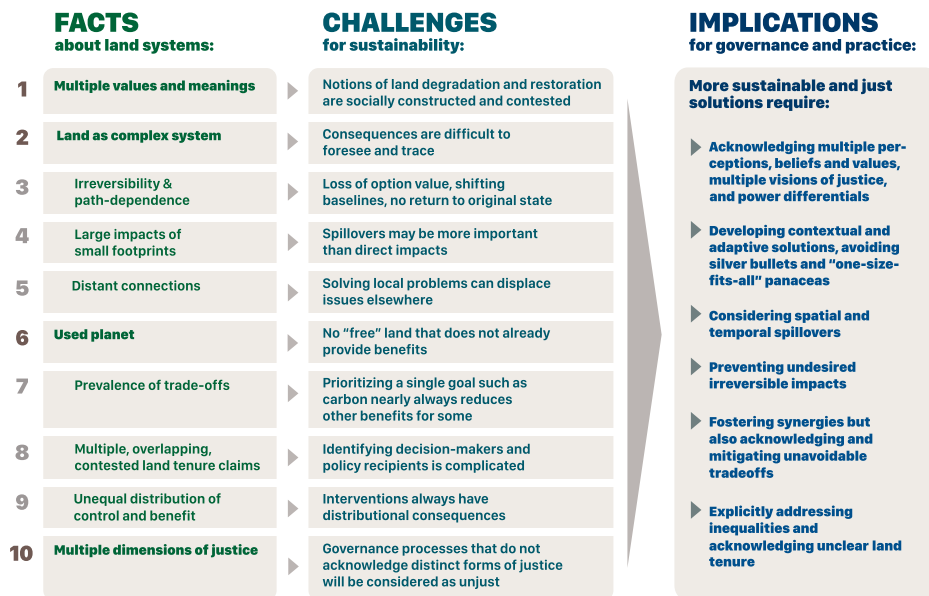 FACTS
about land systems:
CHALLENGES
for sustainability:
IMPLICATIONS
for governance and practice:
1
Multiple values and meanings
Notions of land degradation and restoration
are socially constructed and contested
2
Land as complex system
Consequences are difficult to
foresee and trace
3
Irreversibility &
path-dependence
Loss of option value, shifting
baselines, no return to original state
4
Large impacts of
small footprints
Spillovers may be more important
than direct impacts
5
Distant connections
Solving local problems can displace
issues elsewhere
6
Used planet
No “free” land that does not already
provide benefits
7
Prevalence of trade-offs
Prioritizing a single goal such as
carbon nearly always reduces
other benefits for some
8
Multiple, overlapping,
contested land tenure claims
Identifying decision-makers and
policy recipients is complicated
9
Unequal distribution of
control and benefit
Interventions always have
distributional consequences
10
Multiple dimensions of justice
Governance processes that do not
acknowledge distinct forms of justice
will be considered as unjust
More sustainable and just
solutions require:
Acknowledging multiple per-
ceptions, beliefs and values,
multiple visions of justice,
and power differentials
Developing contextual and
adaptive solutions, avoiding
silver bullets and “one-size-
fits-all” panaceas
Considering spatial and
temporal spillovers
Preventing undesired
irreversible impacts
Fostering synergies but
also acknowledging and
mitigating unavoidable
tradeoffs
Explicitly addressing
inequalities and
acknowledging unclear land
tenure